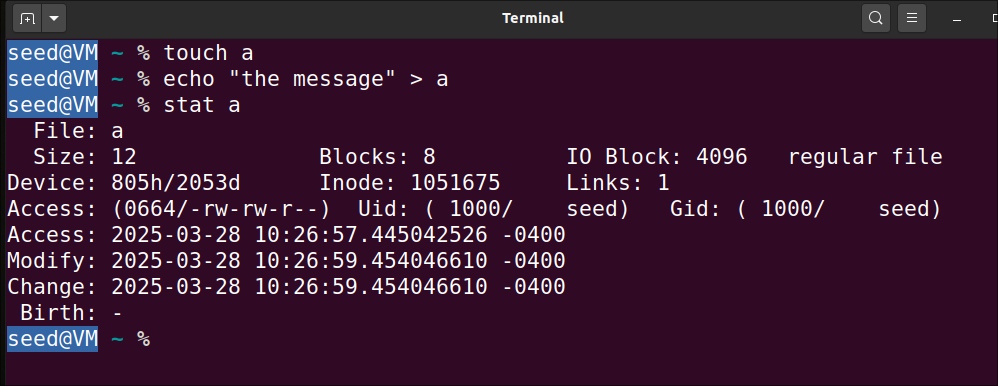 Terminal
seed@VM ~ % touch a
seed@VM ~ % echo "the message" > a
seed@VM ~ % stat a
  File: a
  Size: 12              Blocks: 8          IO Block: 4096   regular file
Device: 805h/2053d      Inode: 1051675     Links: 1
Access: (0664/-rw-rw-r--)  Uid: ( 1000/    seed)   Gid: ( 1000/    seed)
Access: 2025-03-28 10:26:57.445042526 -0400
Modify: 2025-03-28 10:26:59.454046610 -0400
Change: 2025-03-28 10:26:59.454046610 -0400
 Birth: -
seed@VM ~ %